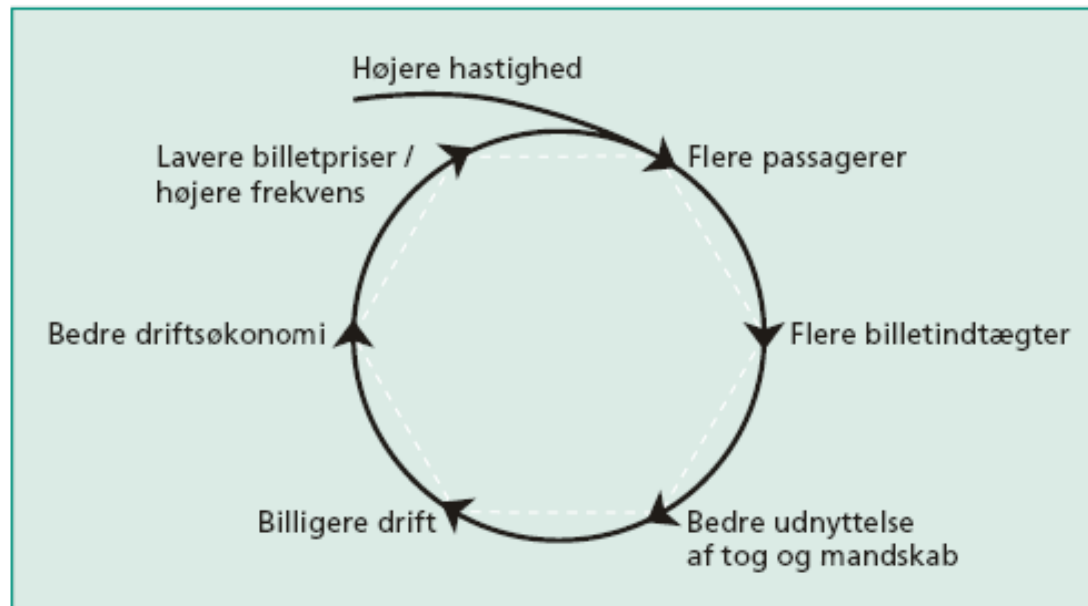 Højere hastighed
Lavere billetpriser /
højere frekvens
Flere passagerer
Bedre driftsøkonomi
Flere billetindtægter
Billigere drift
Bedre udnyttelse
af tog og mandskab